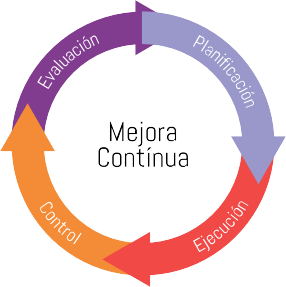 Mejora
Contínua
Planificación
Ejecución
Control
Evaluación